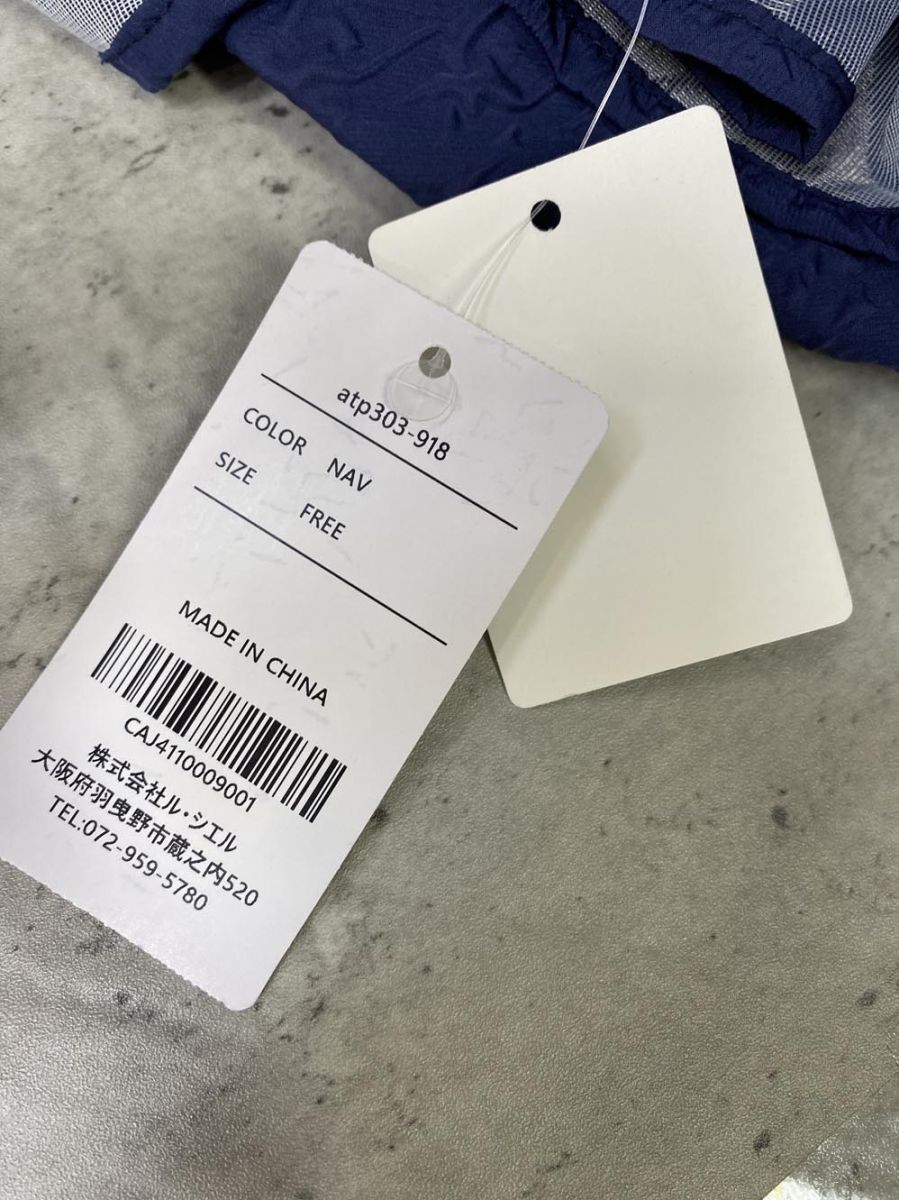 atp303-918
COLOR NAV
SIZE FREE
MADE IN CHINA
CAJ4110009001
株式会社ル・シエル
大阪府羽曳野市蔵之内520
TEL:072-959-5780